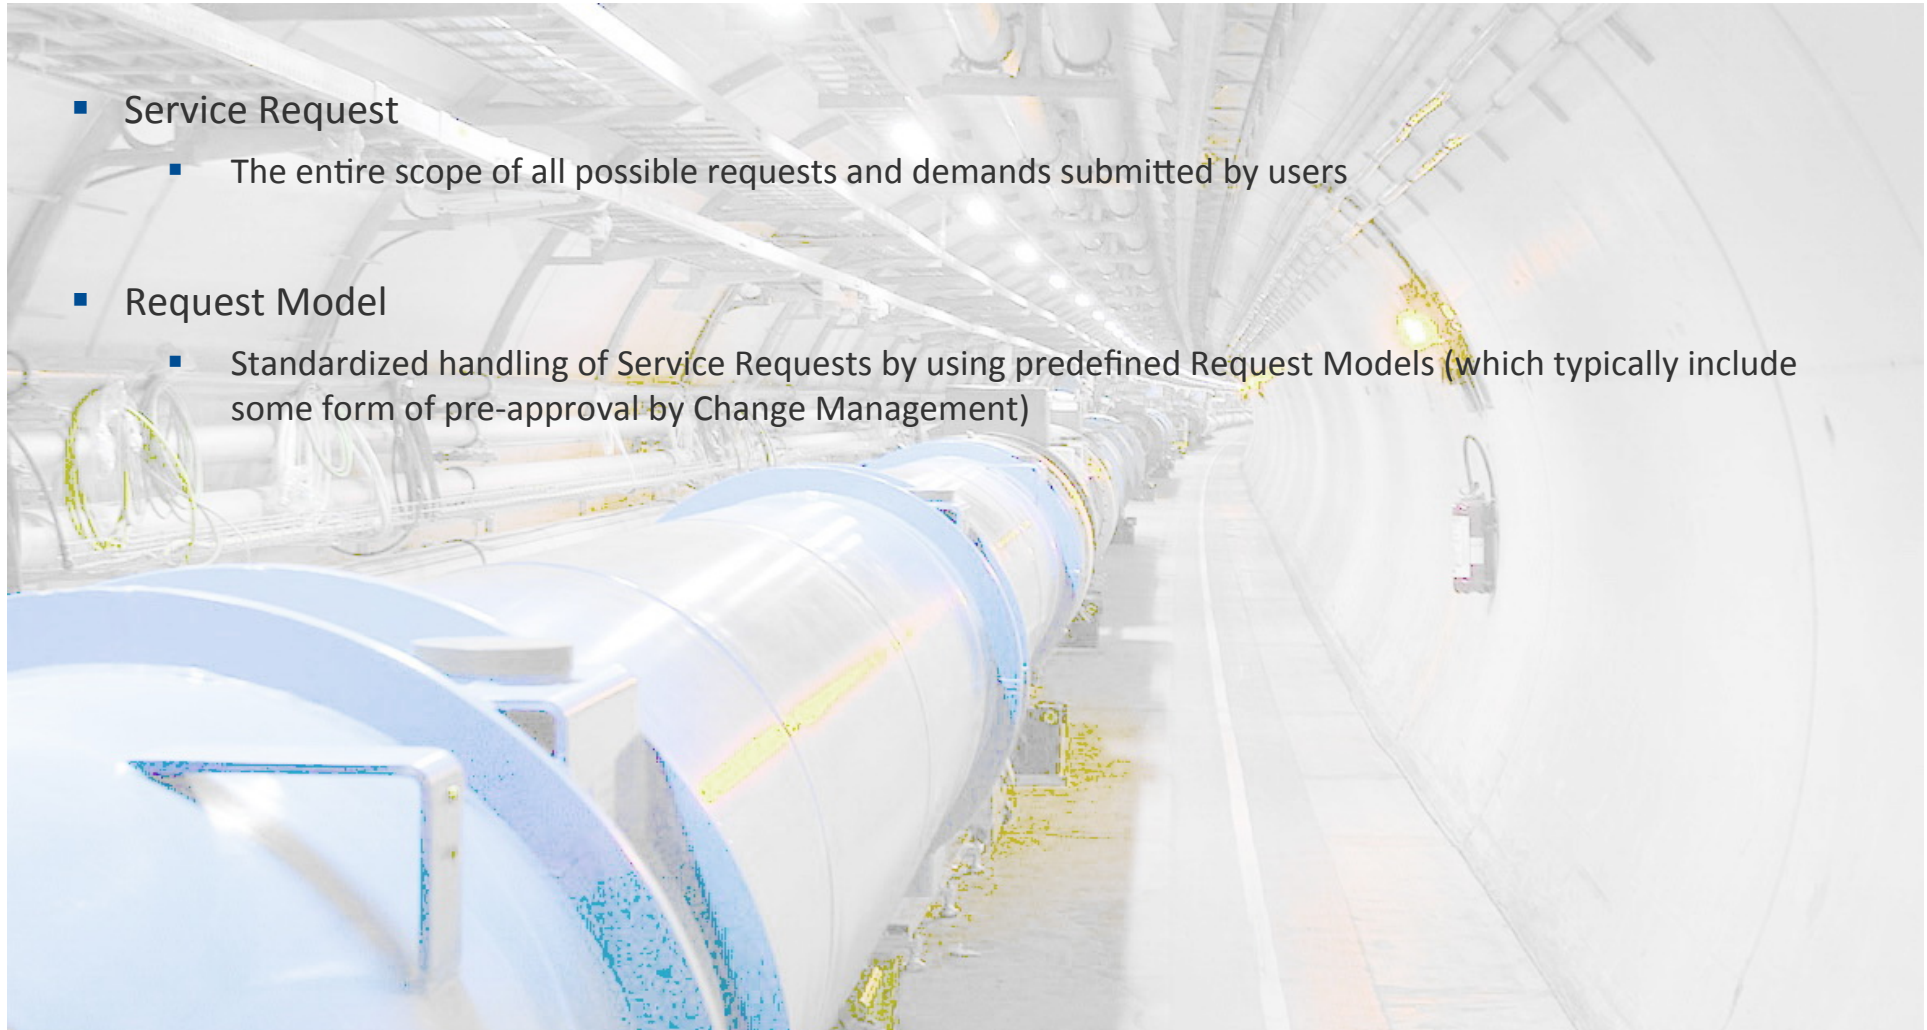 Service Request
The entire scope of all possible requests and demands submitted by users
Request Model
Standardized handling of Service Requests by using predefined Request Models (which typically include
some form of pre-approval by Change Management)